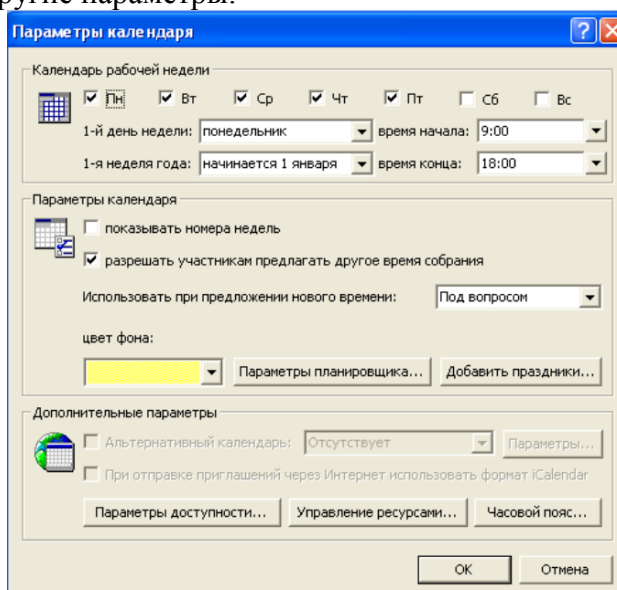 другие параметры.
Параметры календаря
Календарь рабочей недели
Пн Вт Ср Чт Пт Сб Вс
1-й день недели: понедельник время начала: 9:00
1-я неделя года: начинается 1 января время конца: 18:00
Параметры календаря
показывать номера недель
разрешать участникам предлагать другое время собрания
Использовать при предложении нового времени: Под вопросом
цвет фона:
Параметры планировщика... Добавить праздники...
Дополнительные параметры
Альтернативный календарь: Отсутствует Параметры...
При отправке приглашений через Интернет использовать формат iCalendar
Параметры доступности... Управление ресурсами... Часовой пояс...
ОК Отмена